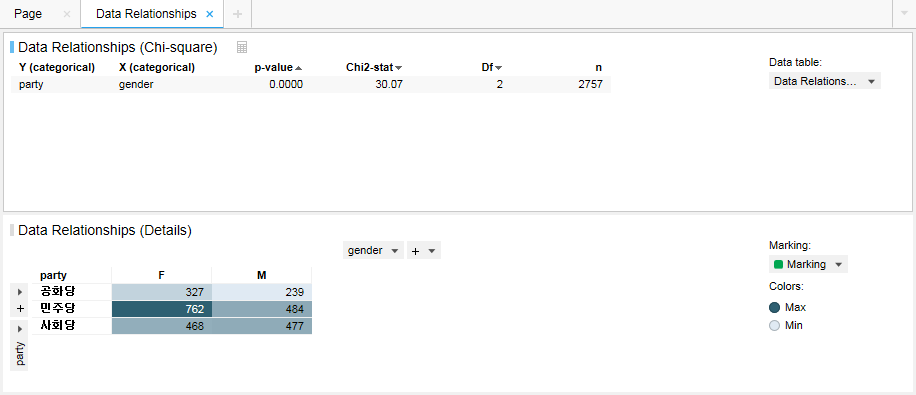 Page
Data Relationships
Data Relationships (Chi-square)
Y (categorical) X (categorical) p-value Chi2-stat Df n
party gender 0.0000 30.07 2 2757
Data table:
Data Relations...
Data Relationships (Details)
gender +
Marking:
Marking
Colors:
Max
Min
party F M
공화당 327 239
민주당 762 484
사회당 468 477
party